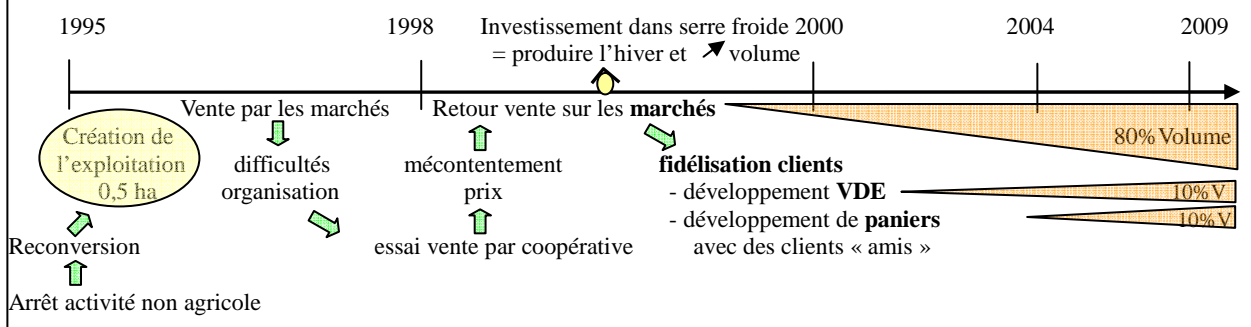 1995
1998
Investissement dans serre froide 2000
= produire l’hiver et volume
2004
2009
Création de
l’exploitation
0,5 ha
Reconversion
Arrêt activité non agricole
Vente par les marchés
difficultés
organisation
essai vente par coopérative
mécontentement
prix
Retour vente sur les marchés
fidélisation clients
- développement VDE
- développement de paniers
avec des clients « amis »
80% Volume
10% V
10% V